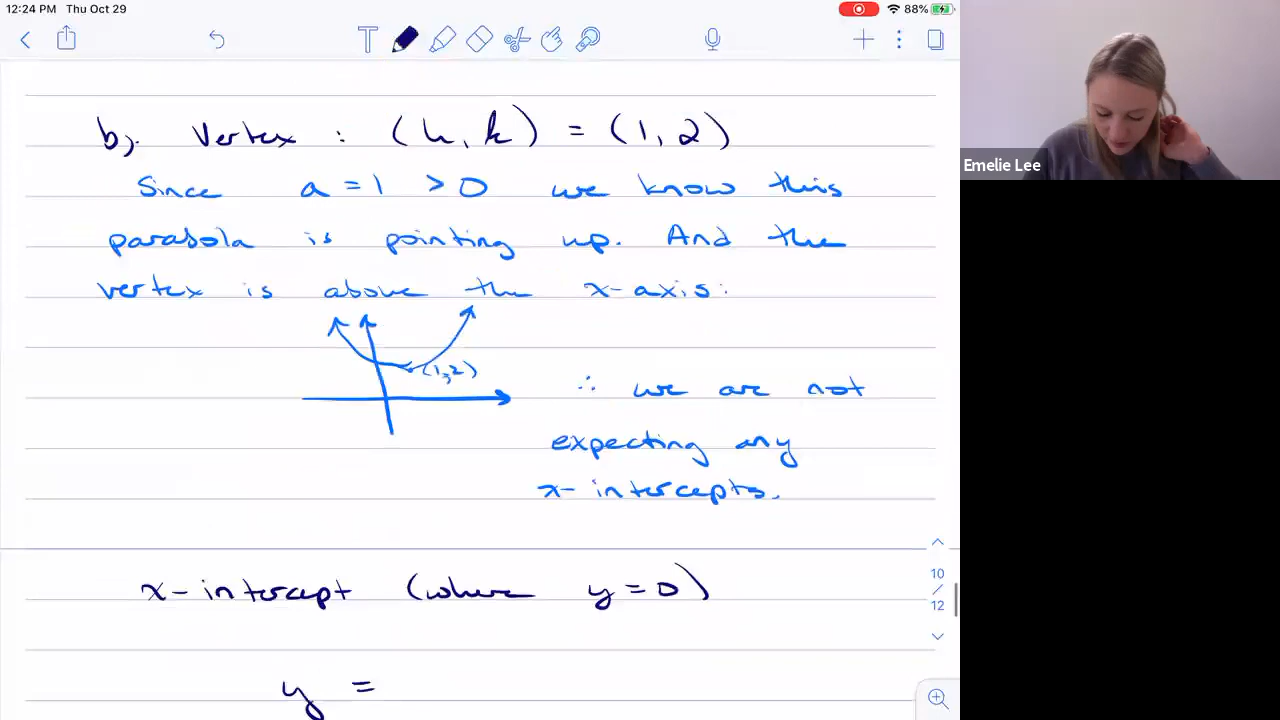 12:24 PM Thu Oct 29
88%
b). Vertex : (h, k) = (1, 2)
Since a = 1 > 0 we know this
parabola is pointing up. And the
vertex is above the x-axis:
(1,2)
∴ we are not
expecting any
x-intercepts.
x-intercept (where y = 0)
y =
10
/
12
Emelie Lee